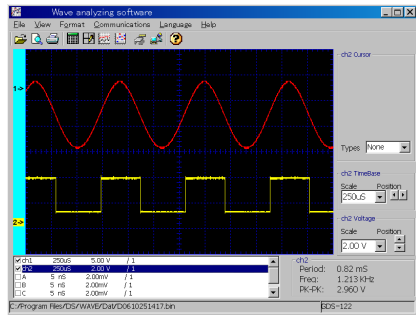 Wave analyzing software
File View Format Communications Language Help
ch2 Cursor
1->
Types None
ch2 TimeBase
Scale Position
250uS
ch2 Voltage
2->
Scale Position
2.00 V
ch1 250uS 5.00 V / 1
ch2 250uS 2.00 V / 1
A 5 nS 2.00mV / 1
B 5 nS 2.00mV / 1
C 5 nS 2.00mV / 1
ch2
Period: 0.82 mS
Freq: 1.213 KHz
PK-PK: 2.960 V
C:/Program Files/DS/WAVE/Dat/D0610251417.bin GDS-122